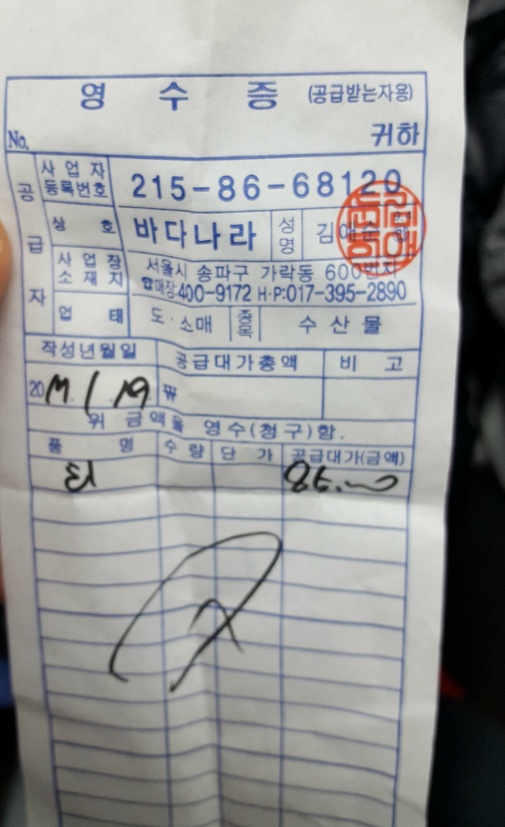 영 수 증 (공급받는자용)
No. 귀하
공급자
사업자등록번호 215-86-68120
상 호 바다나라 성명 김
사업장소재지 서울시 송파구 가락동 600번지
매장:400-9172 H·P:017-395-2890
업 태 도·소매 종목 수산물
작성년월일 공급대가총액 비 고
20 ₩
위 금액을 영수(청구)함.
품 명 수량 단 가 공급대가(금액)